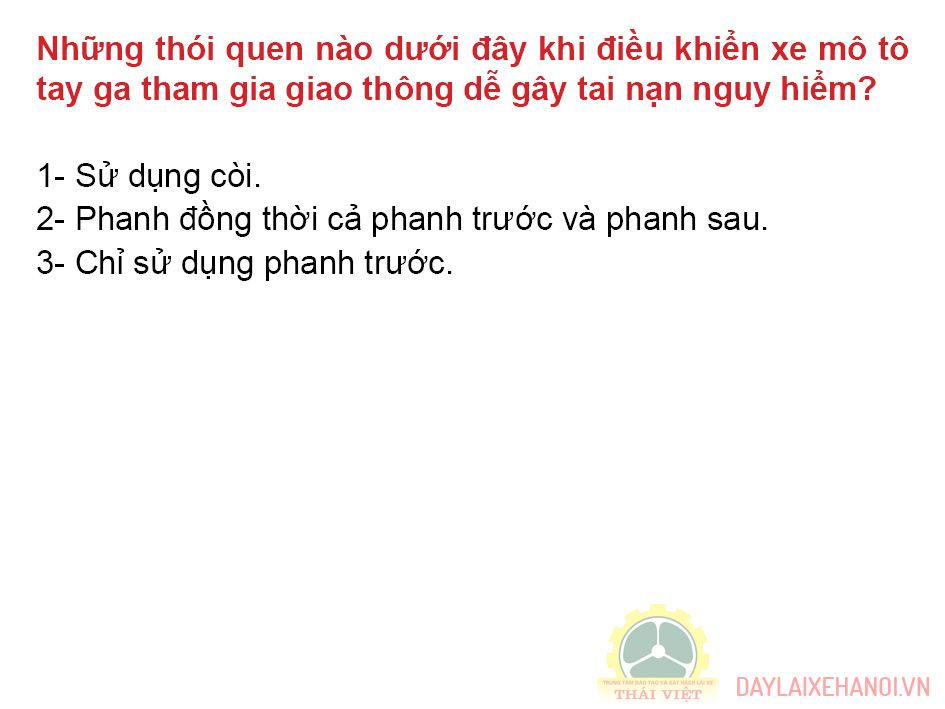 Những thói quen nào dưới đây khi điều khiển xe mô tô
tay ga tham gia giao thông dễ gây tai nạn nguy hiểm?
1- Sử dụng còi.
2- Phanh đồng thời cả phanh trước và phanh sau.
3- Chỉ sử dụng phanh trước.
TRUNG TÂM ĐÀO TẠO VÀ SÁT HẠCH LÁI XE
THÁI VIỆT
DAYLAIXEHANOI.VN